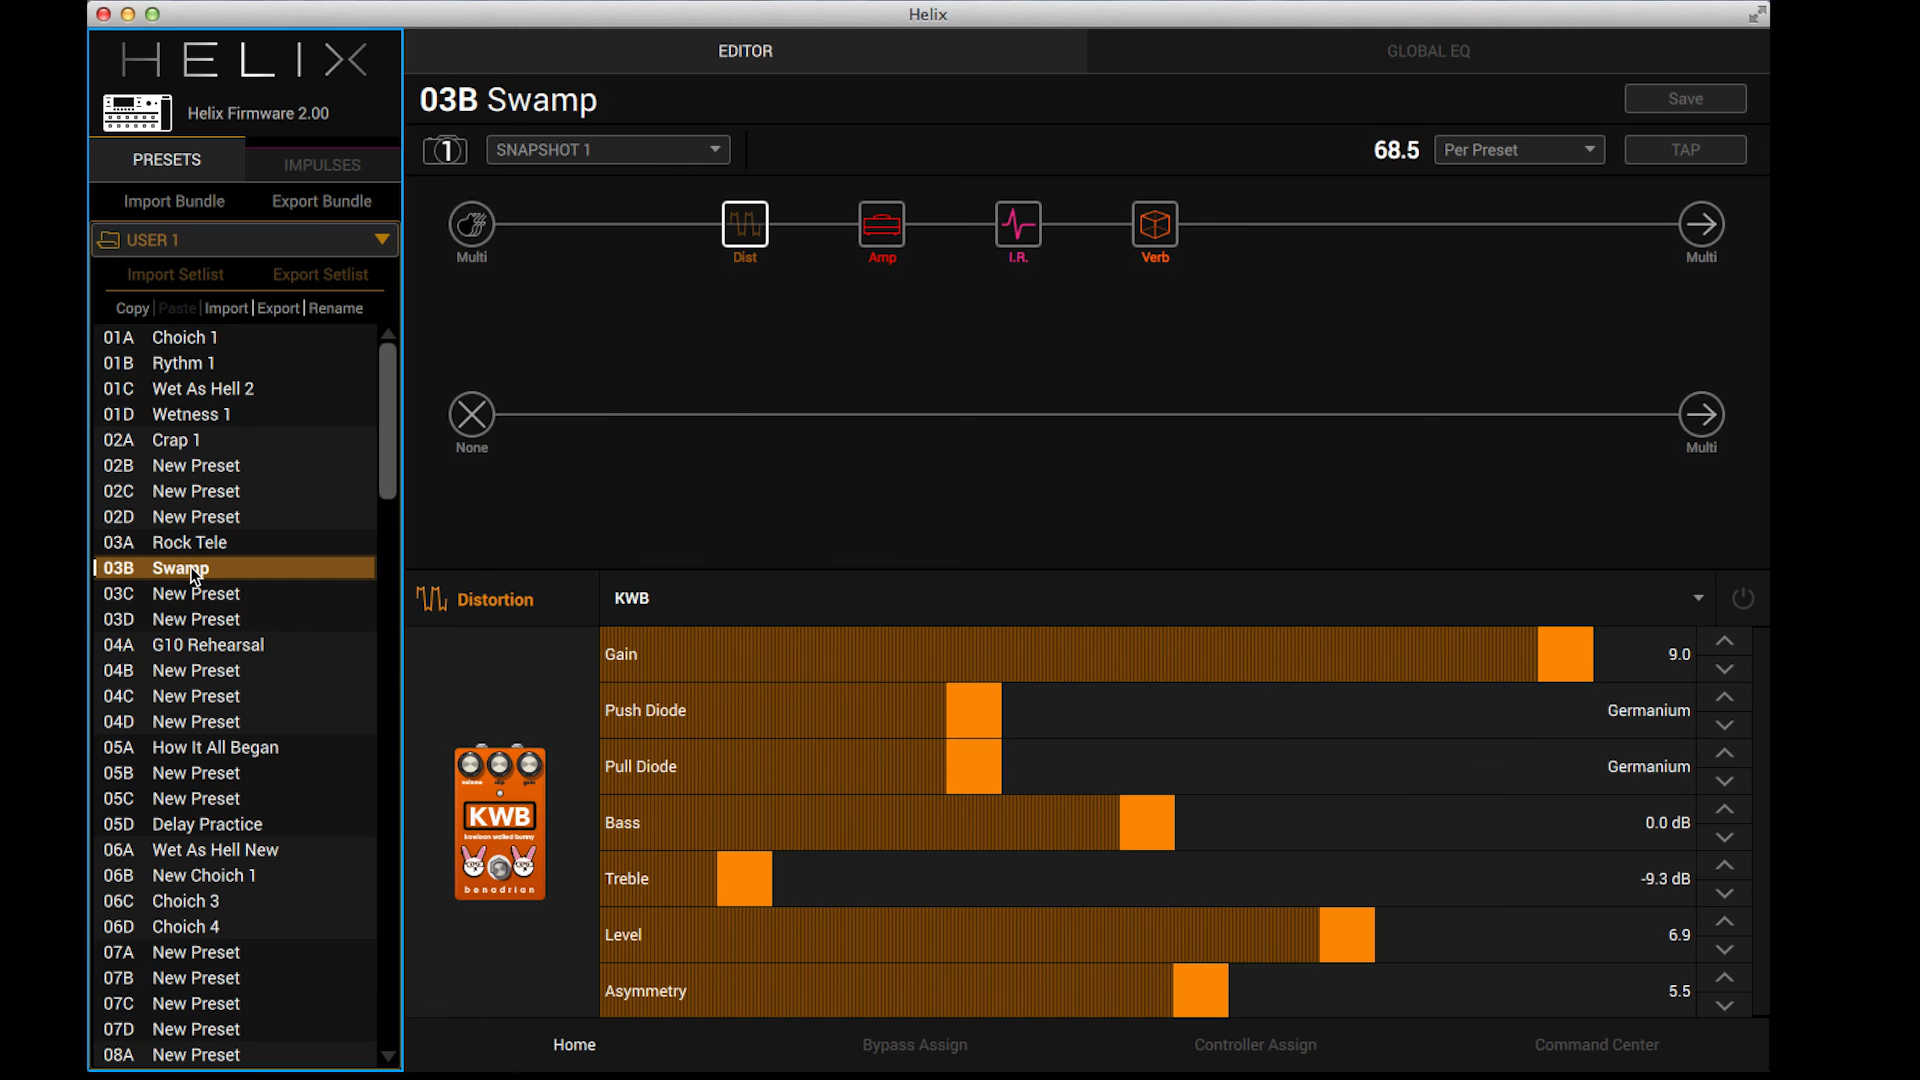 Helix
HELIX
Helix Firmware 2.00
PRESETS
IMPULSES
Import Bundle
Export Bundle
USER 1
Import Setlist
Export Setlist
Copy | Paste | Import | Export | Rename
01A Choich 1
01B Rythm 1
01C Wet As Hell 2
01D Wetness 1
02A Crap 1
02B New Preset
02C New Preset
02D New Preset
03A Rock Tele
03B Swamp
03C New Preset
03D New Preset
04A G10 Rehearsal
04B New Preset
04C New Preset
04D New Preset
05A How It All Began
05B New Preset
05C New Preset
05D Delay Practice
06A Wet As Hell New
06B New Choich 1
06C Choich 3
06D Choich 4
07A New Preset
07B New Preset
07C New Preset
07D New Preset
08A New Preset
EDITOR
GLOBAL EQ
03B Swamp
Save
1
SNAPSHOT 1
68.5
Per Preset
TAP
Multi
Dist
Amp
I.R.
Verb
Multi
None
Multi
Distortion
KWB
Gain 9.0
Push Diode Germanium
Pull Diode Germanium
Bass 0.0 dB
Treble -9.3 dB
Level 6.9
Asymmetry 5.5
volume
gain
KWB
kowloon walled bunny
benadrian
Home
Bypass Assign
Controller Assign
Command Center